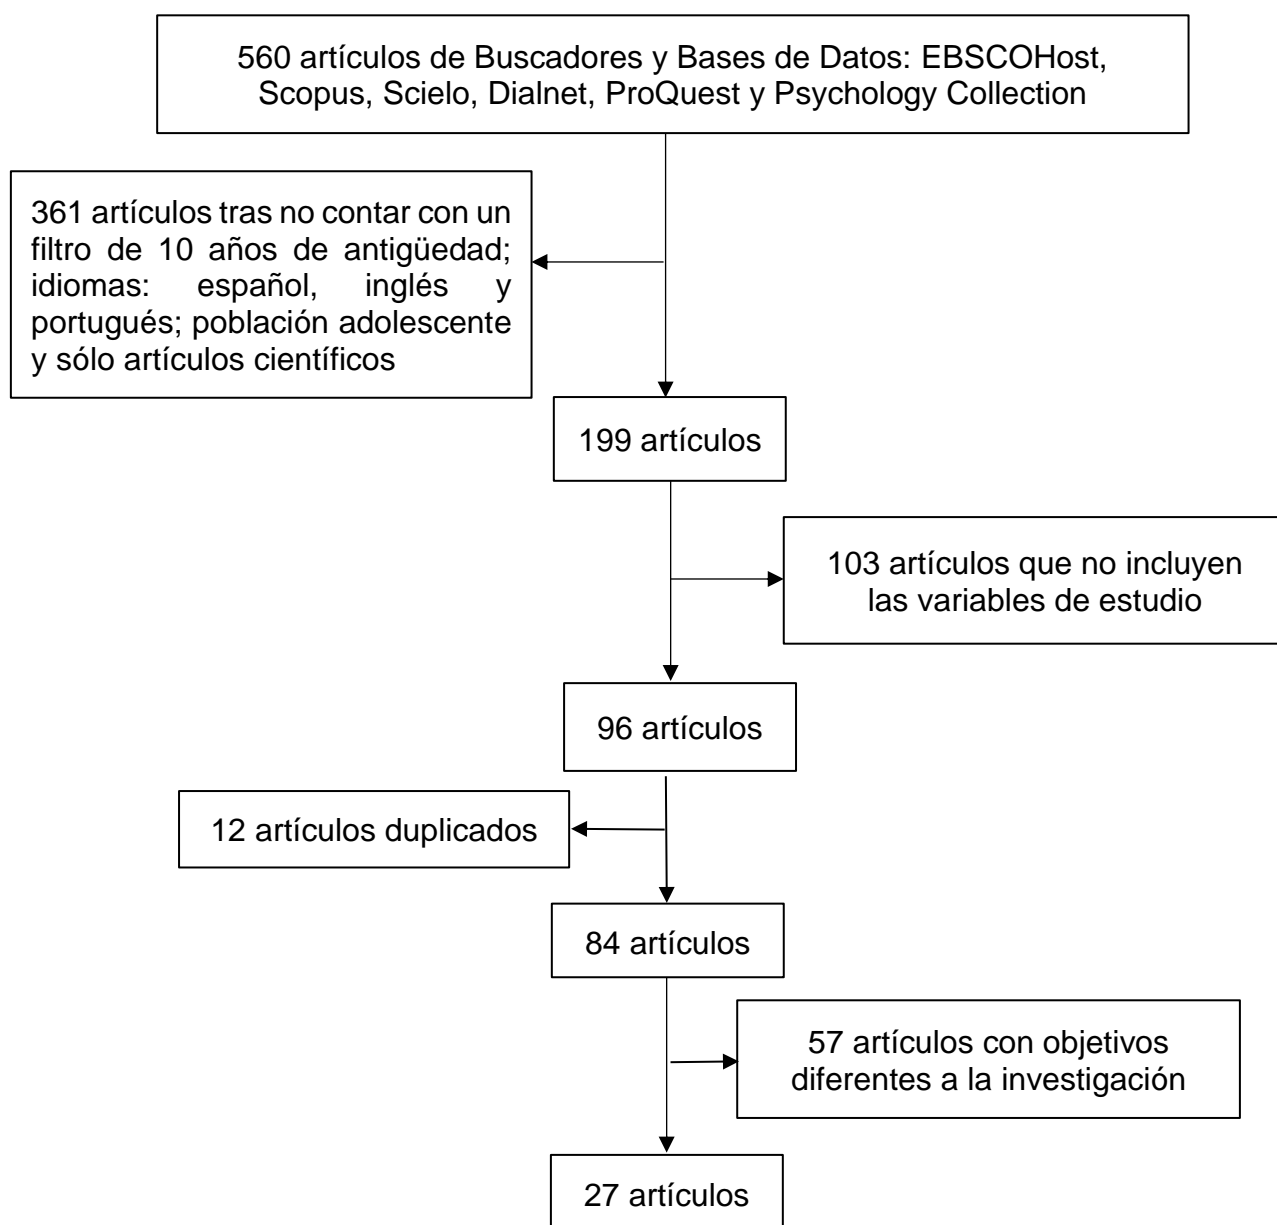 560 artículos de Buscadores y Bases de Datos: EBSCOHost,
Scopus, Scielo, Dialnet, ProQuest y Psychology Collection
361 artículos tras no contar con un
filtro de 10 años de antigüedad;
idiomas: español, inglés y
portugués; población adolescente
y sólo artículos científicos
199 artículos
103 artículos que no incluyen
las variables de estudio
96 artículos
12 artículos duplicados
84 artículos
57 artículos con objetivos
diferentes a la investigación
27 artículos